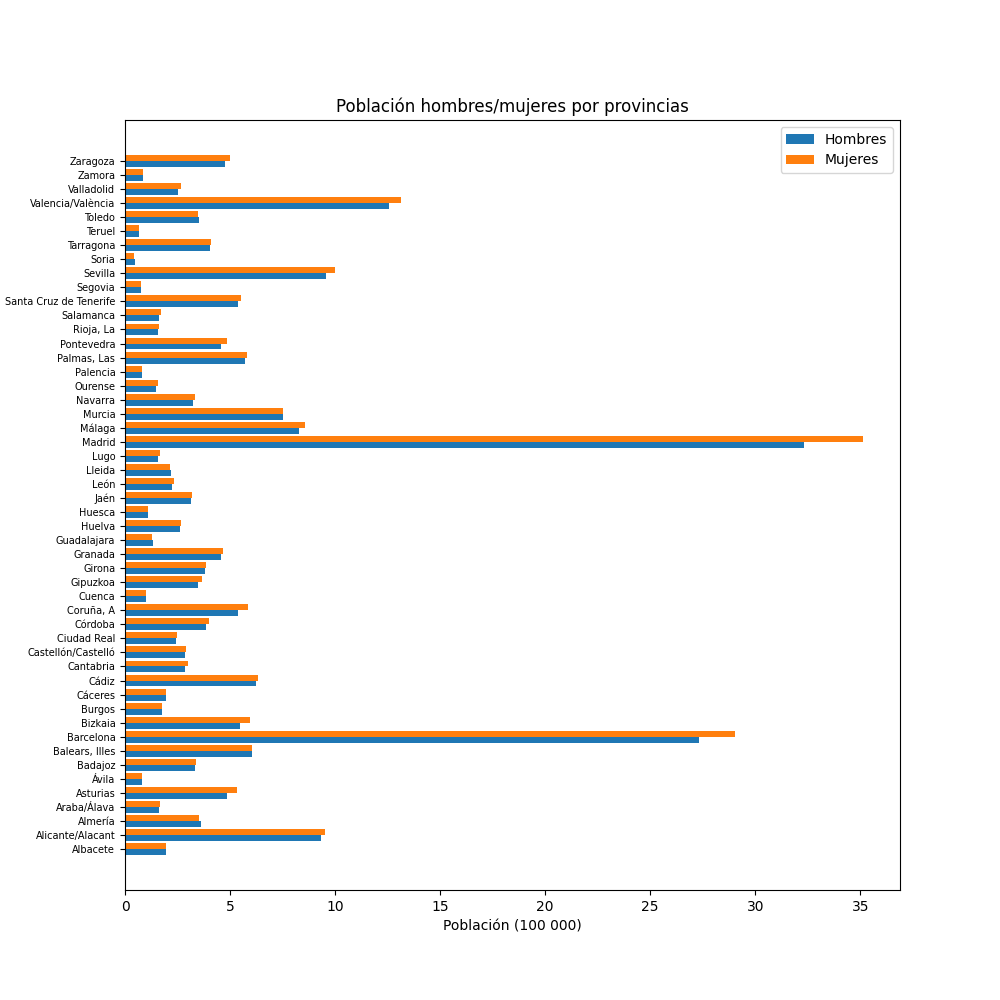 Población hombres/mujeres por provincias
Hombres
Mujeres
Zaragoza
Zamora
Valladolid
Valencia/València
Toledo
Teruel
Tarragona
Soria
Sevilla
Segovia
Santa Cruz de Tenerife
Salamanca
Rioja, La
Pontevedra
Palmas, Las
Palencia
Ourense
Navarra
Murcia
Málaga
Madrid
Lugo
Lleida
León
Jaén
Huesca
Huelva
Guadalajara
Granada
Girona
Gipuzkoa
Cuenca
Coruña, A
Córdoba
Ciudad Real
Castellón/Castelló
Cantabria
Cádiz
Cáceres
Burgos
Bizkaia
Barcelona
Balears, Illes
Badajoz
Ávila
Asturias
Araba/Álava
Almería
Alicante/Alacant
Albacete
0 5 10 15 20 25 30 35
Población (100 000)